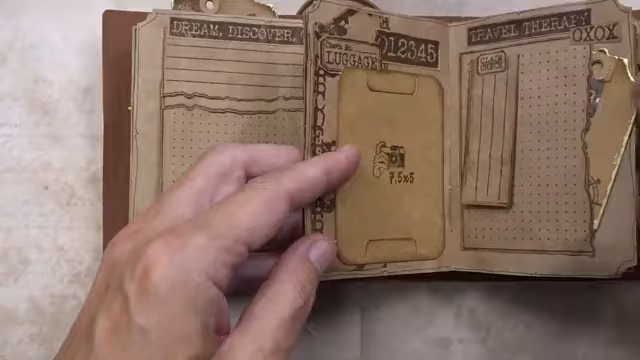 DREAM, DISCOVER,
LUGGAGE
012345
7,5x5
TRAVEL THERAPY
OXOX